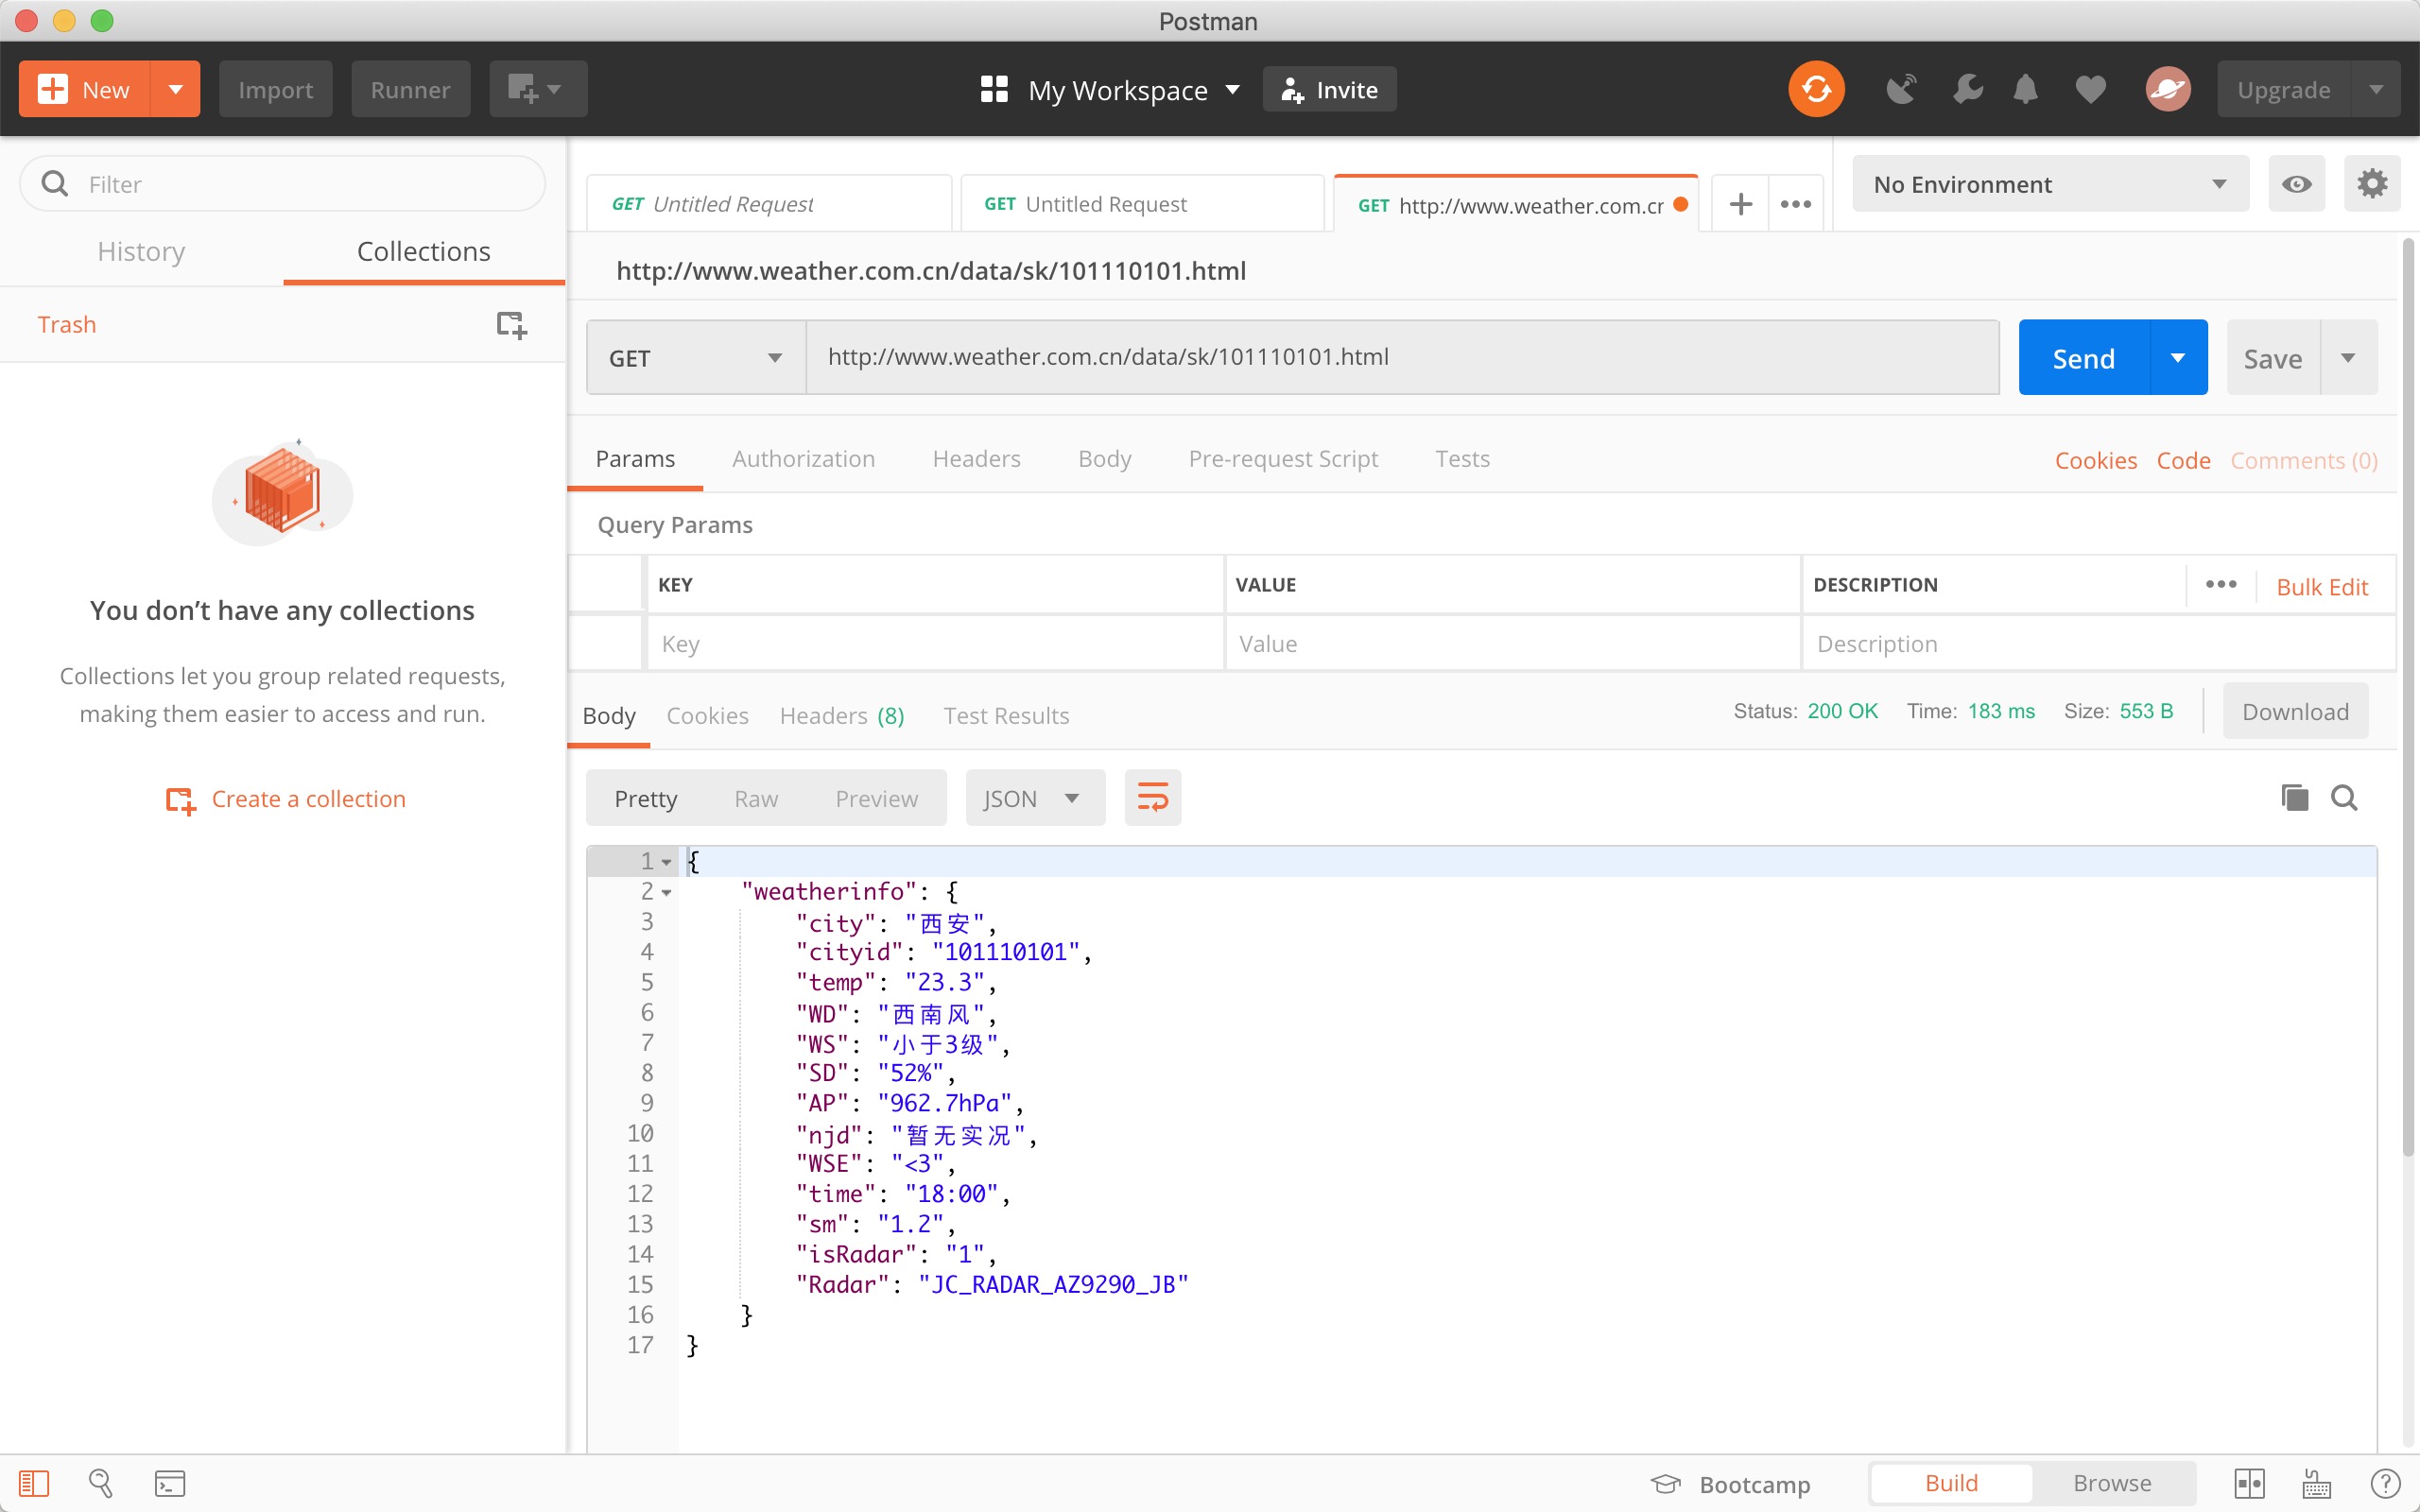 Postman
New
Import
Runner
My Workspace
Invite
Upgrade
Filter
History
Collections
Trash
You don’t have any collections
Collections let you group related requests,
making them easier to access and run.
Create a collection
GET Untitled Request
GET Untitled Request
GET http://www.weather.com.cr
No Environment
http://www.weather.com.cn/data/sk/101110101.html
GET
http://www.weather.com.cn/data/sk/101110101.html
Send
Save
Params
Authorization
Headers
Body
Pre-request Script
Tests
Cookies
Code
Comments (0)
Query Params
KEY
VALUE
DESCRIPTION
Bulk Edit
Key
Value
Description
Body
Cookies
Headers (8)
Test Results
Status: 200 OK
Time: 183 ms
Size: 553 B
Download
Pretty
Raw
Preview
JSON
1 {
2 "weatherinfo": {
3 "city": "西安",
4 "cityid": "101110101",
5 "temp": "23.3",
6 "WD": "西南风",
7 "WS": "小于3级",
8 "SD": "52%",
9 "AP": "962.7hPa",
10 "njd": "暂无实况",
11 "WSE": "<3",
12 "time": "18:00",
13 "sm": "1.2",
14 "isRadar": "1",
15 "Radar": "JC_RADAR_AZ9290_JB"
16 }
17 }
Bootcamp
Build
Browse